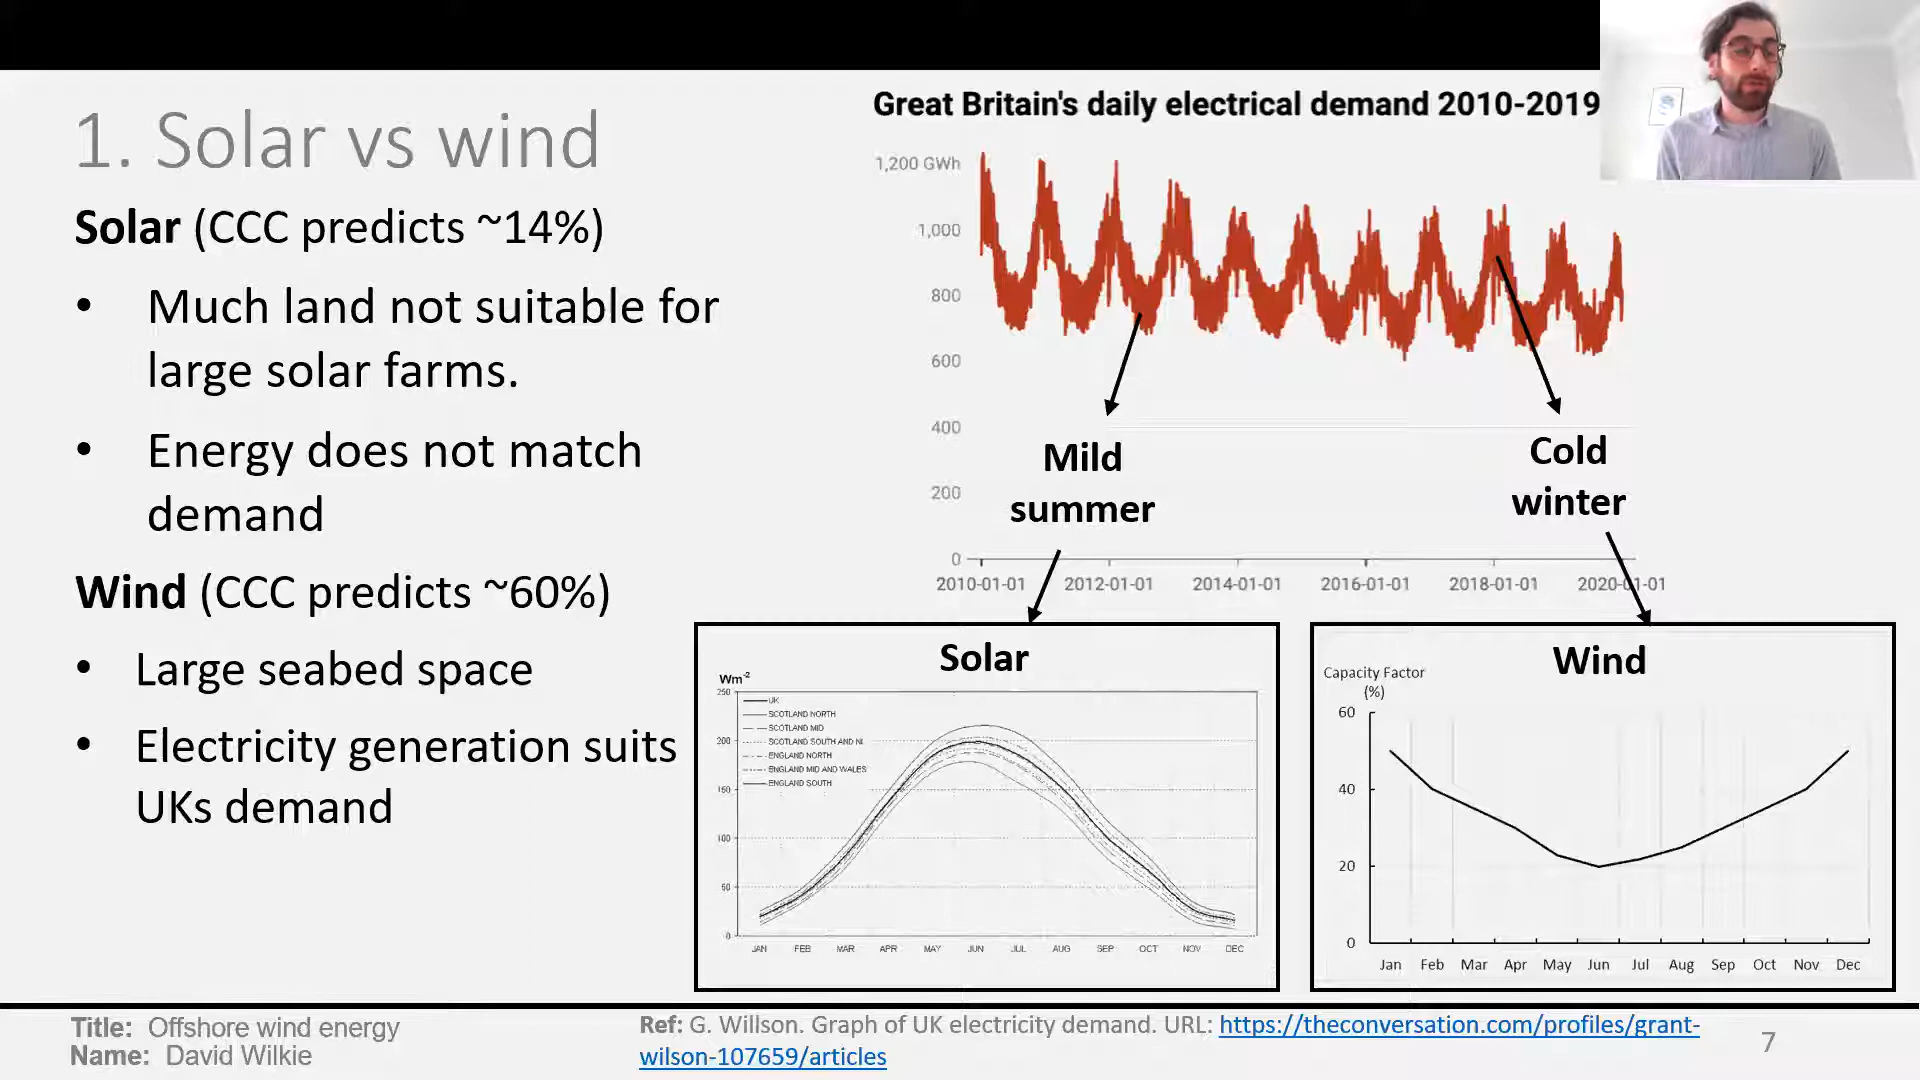 1. Solar vs wind
Solar (CCC predicts ~14%)
• Much land not suitable for
large solar farms.
• Energy does not match
demand
Wind (CCC predicts ~60%)
• Large seabed space
• Electricity generation suits
UKs demand
Great Britain's daily electrical demand 2010-2019
1,200 GWh
1,000
800
600
400
200
0
2010-01-01 2012-01-01 2014-01-01 2016-01-01 2018-01-01 2020-01-01
Mild
summer
Cold
winter
Solar
Wm-2
250
200
150
100
50
0
UK
SCOTLAND NORTH
SCOTLAND MID
SCOTLAND SOUTH AND NI
ENGLAND NORTH
ENGLAND MID AND WALES
ENGLAND SOUTH
JAN FEB MAR APR MAY JUN JUL AUG SEP OCT NOV DEC
Wind
Capacity Factor
(%)
60
40
20
0
Jan Feb Mar Apr May Jun Jul Aug Sep Oct Nov Dec
Title: Offshore wind energy
Name: David Wilkie
Ref: G. Willson. Graph of UK electricity demand. URL: https://theconversation.com/profiles/grant-
wilson-107659/articles
7